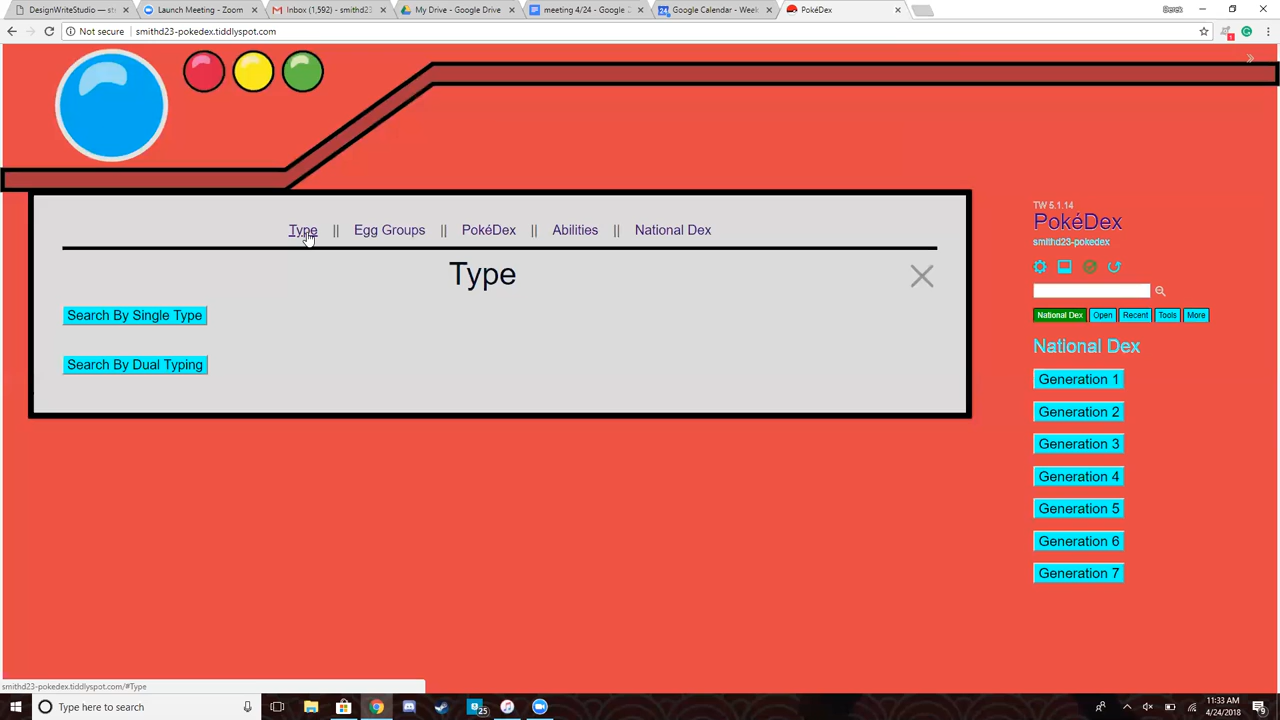 DesignWriteStudio — st
Launch Meeting - Zoom
Inbox (1,592) - smithd23
My Drive - Google Drive
meeting 4/24 - Google
Google Calendar - Week
PokéDex
Derek
Not secure
smithd23-pokedex.tiddlyspot.com
Type || Egg Groups || PokéDex || Abilities || National Dex
Type
Search By Single Type
Search By Dual Typing
TW 5.1.14
PokéDex
smithd23-pokedex
National Dex Open Recent Tools More
National Dex
Generation 1
Generation 2
Generation 3
Generation 4
Generation 5
Generation 6
Generation 7
smithd23-pokedex.tiddlyspot.com/#Type
Type here to search
25
11:33 AM
4/24/2018